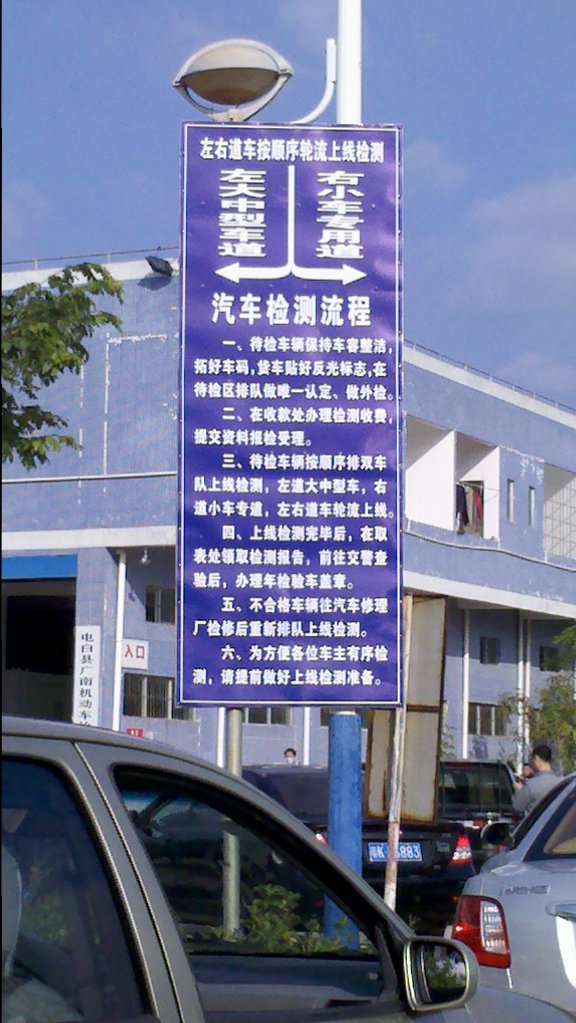 左右道车按顺序轮流上线检测
左大中型车道
右小车专用道
汽车检测流程
一、待检车辆保持车容整洁,
拓好车码,货车贴好反光标志,在
待检区排队做唯一认定、做外检。
二、在收款处办理检测收费,
提交资料报检受理。
三、待检车辆按顺序排双车
队上线检测，左道大中型车，右
道小车专道，左右道车轮流上线。
四、上线检测完毕后，在取
表处领取检测报告，前往交警查
验后，办理年检验车盖章。
五、不合格车辆往汽车修理
厂检修后重新排队上线检测。
六、为方便各位车主有序检
测，请提前做好上线检测准备。
电白县广南机动车
入口